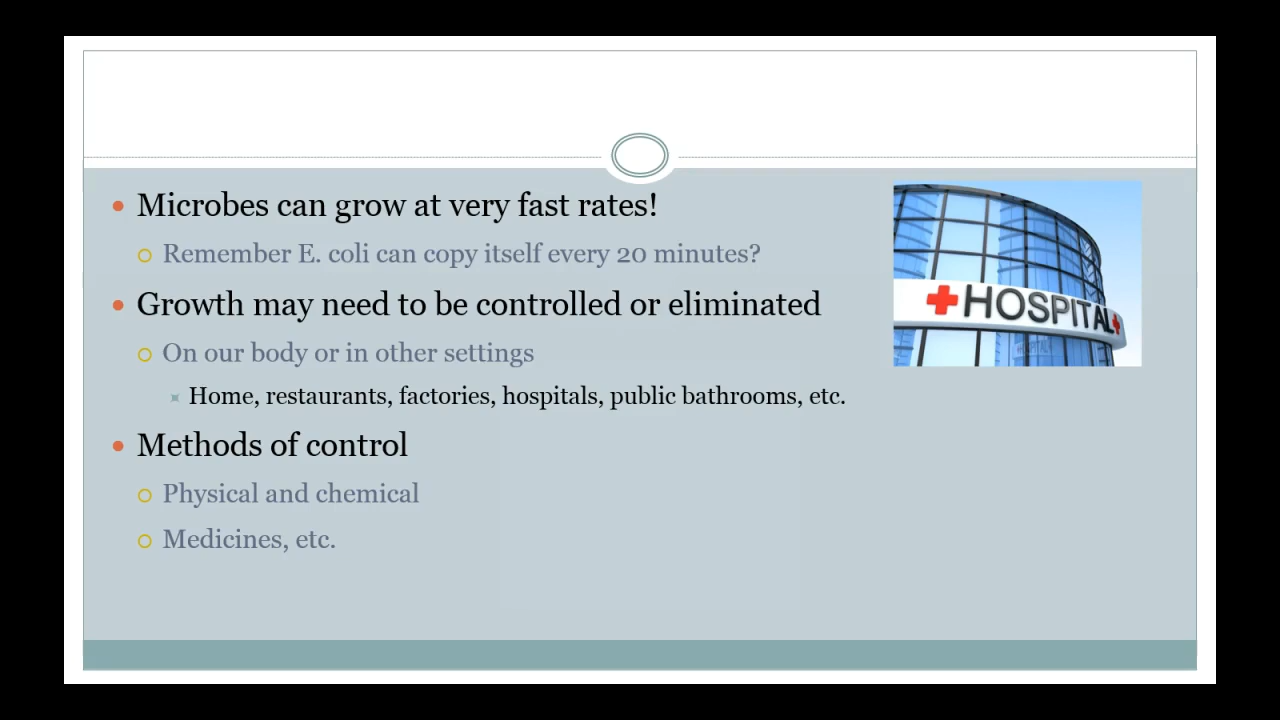 Microbes can grow at very fast rates!
Remember E. coli can copy itself every 20 minutes?
Growth may need to be controlled or eliminated
On our body or in other settings
Home, restaurants, factories, hospitals, public bathrooms, etc.
Methods of control
Physical and chemical
Medicines, etc.
HOSPITAL
HOSPITAL